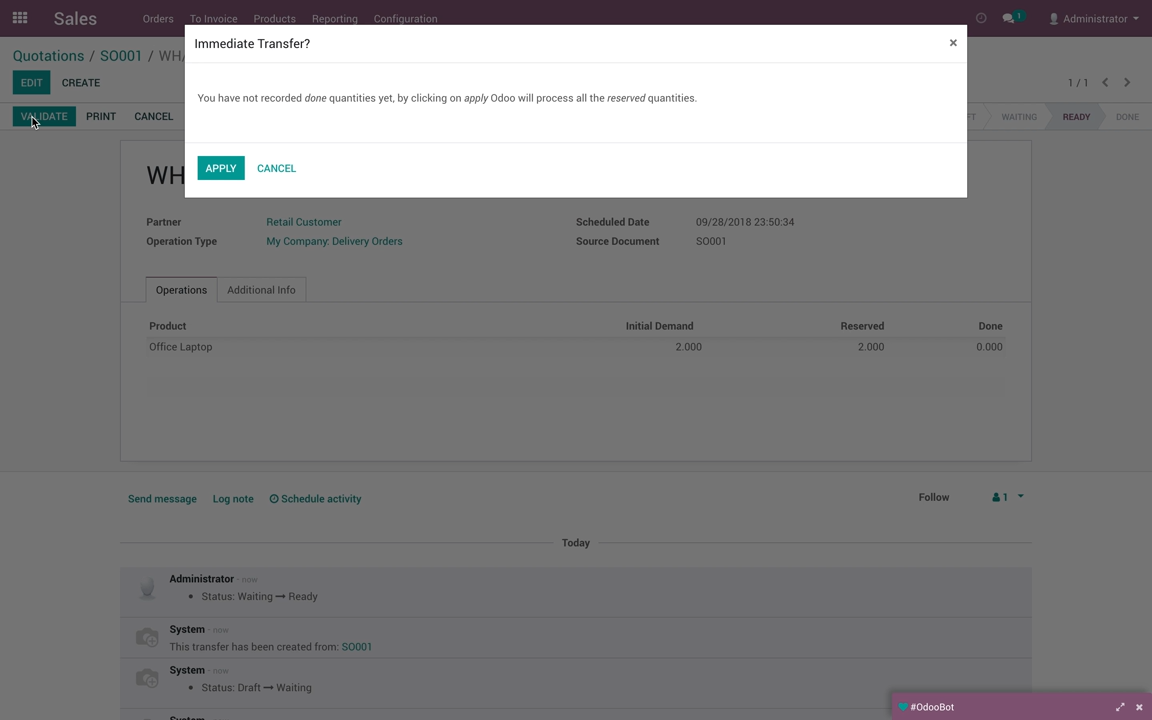 Sales
Orders To Invoice Products Reporting Configuration
1
Administrator
Immediate Transfer?
×
Quotations / SO001 / WH/
EDIT CREATE
1 / 1
You have not recorded done quantities yet, by clicking on apply Odoo will process all the reserved quantities.
VALIDATE PRINT CANCEL
WAITING READY DONE
APPLY CANCEL
WH
Partner Retail Customer
Scheduled Date 09/28/2018 23:50:34
Operation Type My Company: Delivery Orders
Source Document SO001
Operations Additional Info
Product Initial Demand Reserved Done
Office Laptop 2.000 2.000 0.000
Send message Log note Schedule activity
Follow 1
Today
Administrator - now
• Status: Waiting → Ready
System - now
This transfer has been created from: SO001
System - now
• Status: Draft → Waiting
#OdooBot ×